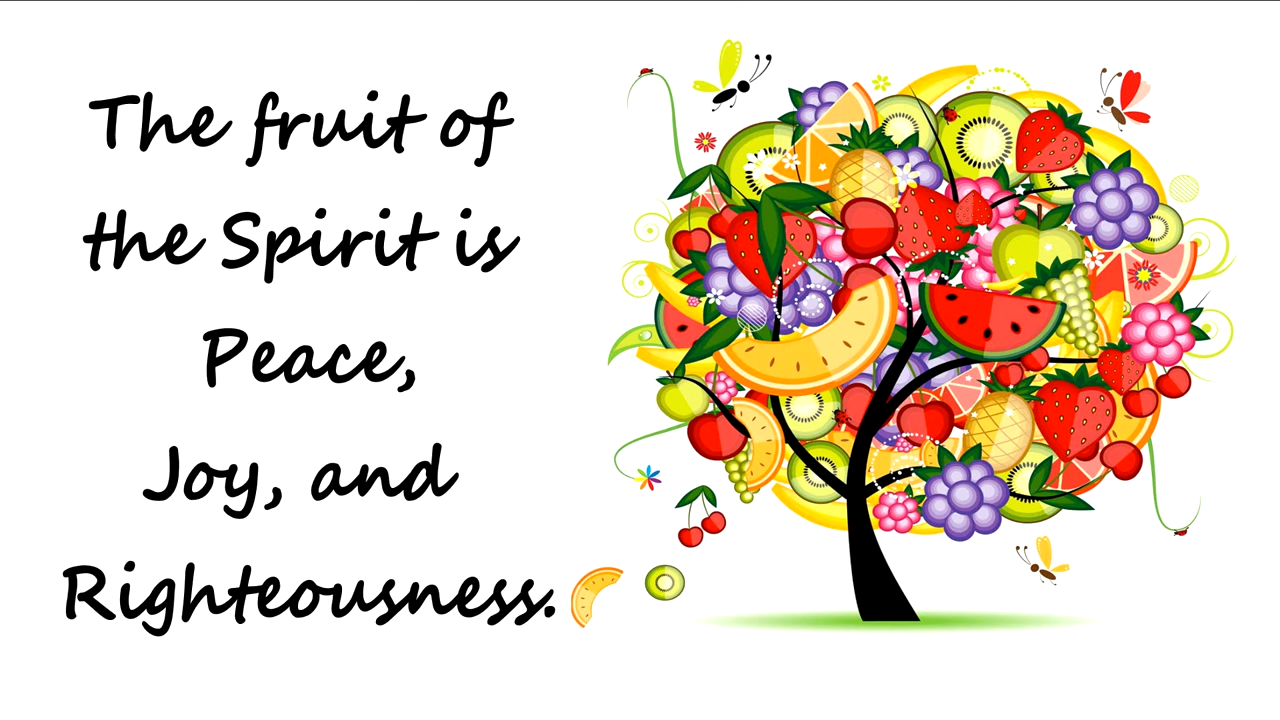 The fruit of
the Spirit is
Peace,
Joy, and
Righteousness.